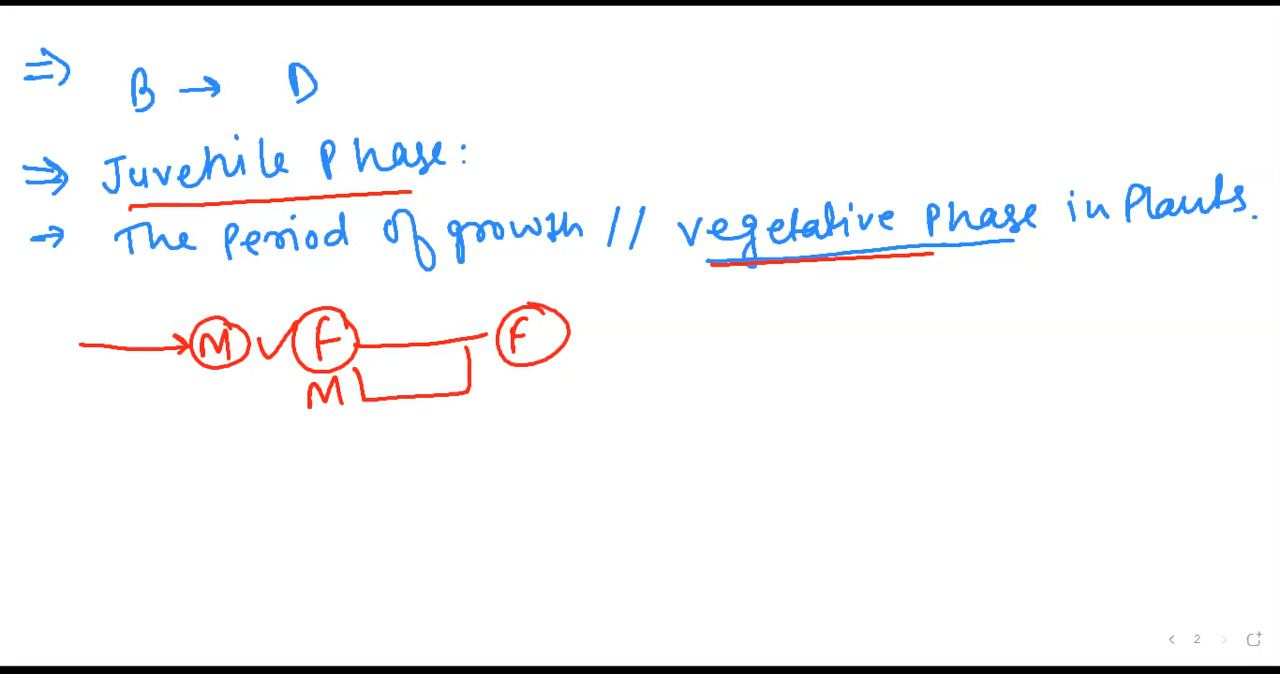 ⇒ B → D
⇒ Juvenile Phase:
→ The Period of growth // vegetative phase in Plants.
M F F
M
2